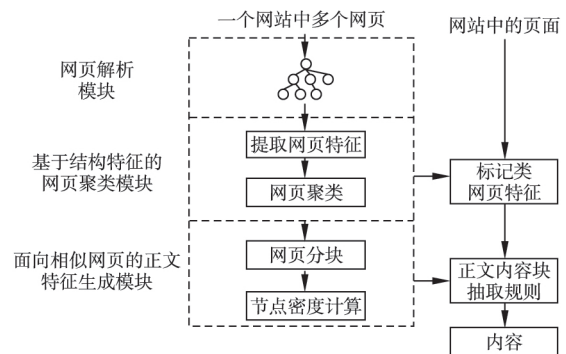 一个网站中多个网页
网站中的页面
网页解析
模块
提取网页特征
网页聚类
基于结构特征的
网页聚类模块
标记类
网页特征
网页分块
节点密度计算
面向相似网页的正文
特征生成模块
正文内容块
抽取规则
内容